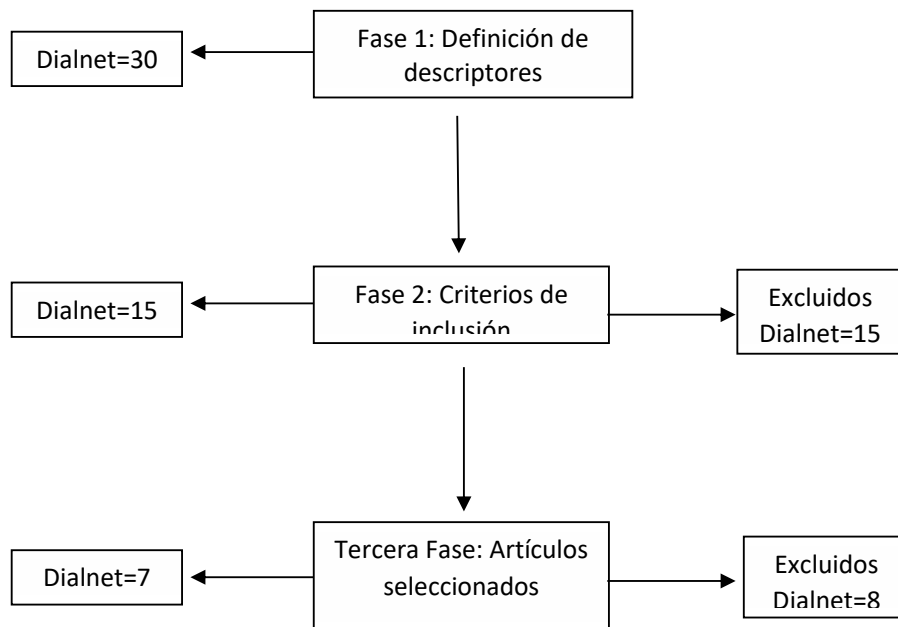 Dialnet=30
Fase 1: Definición de
descriptores
Dialnet=15
Fase 2: Criterios de
inclusión
Excluidos
Dialnet=15
Dialnet=7
Tercera Fase: Artículos
seleccionados
Excluidos
Dialnet=8